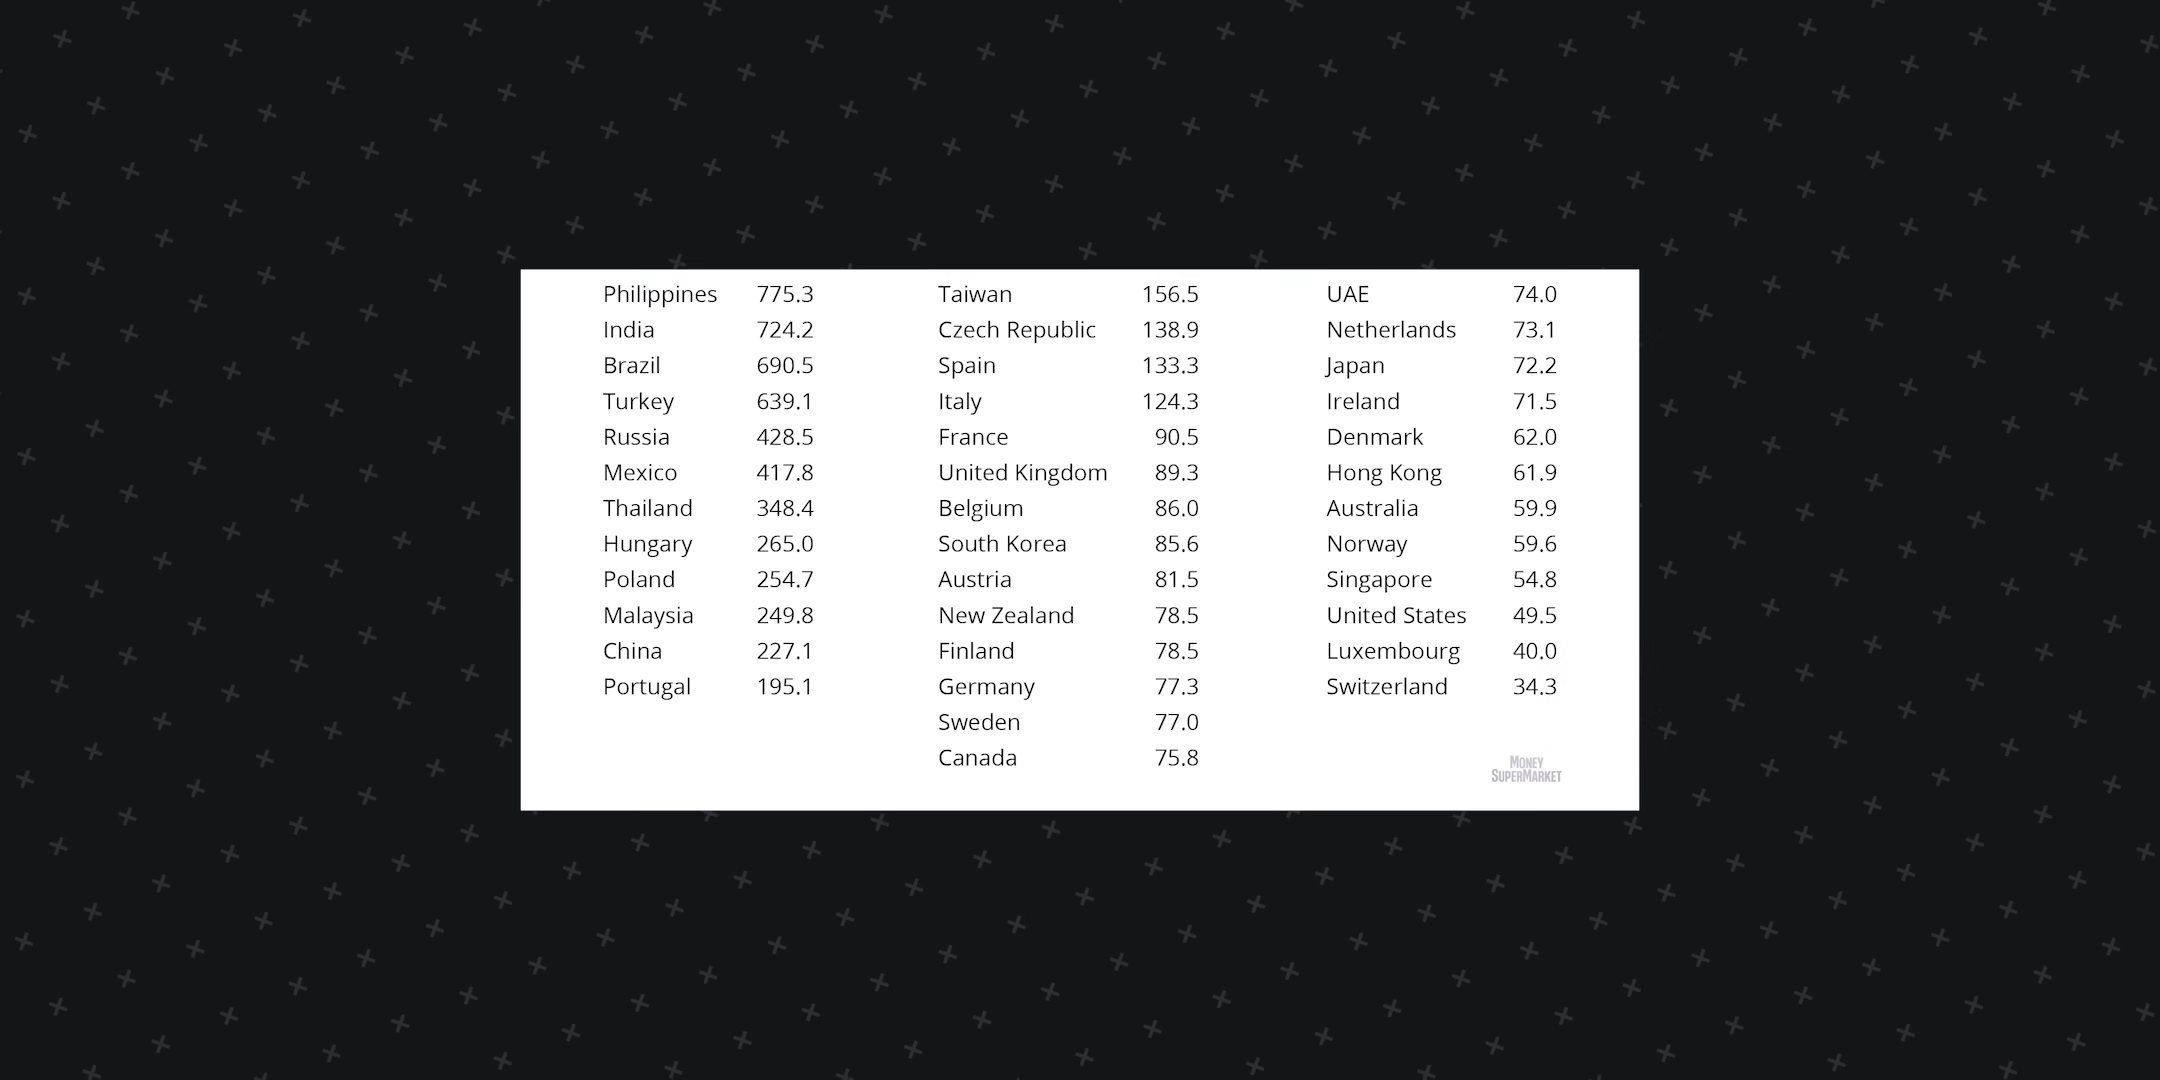 Philippines 775.3
India 724.2
Brazil 690.5
Turkey 639.1
Russia 428.5
Mexico 417.8
Thailand 348.4
Hungary 265.0
Poland 254.7
Malaysia 249.8
China 227.1
Portugal 195.1
Taiwan 156.5
Czech Republic 138.9
Spain 133.3
Italy 124.3
France 90.5
United Kingdom 89.3
Belgium 86.0
South Korea 85.6
Austria 81.5
New Zealand 78.5
Finland 78.5
Germany 77.3
Sweden 77.0
Canada 75.8
UAE 74.0
Netherlands 73.1
Japan 72.2
Ireland 71.5
Denmark 62.0
Hong Kong 61.9
Australia 59.9
Norway 59.6
Singapore 54.8
United States 49.5
Luxembourg 40.0
Switzerland 34.3
MONEY
SUPERMARKET